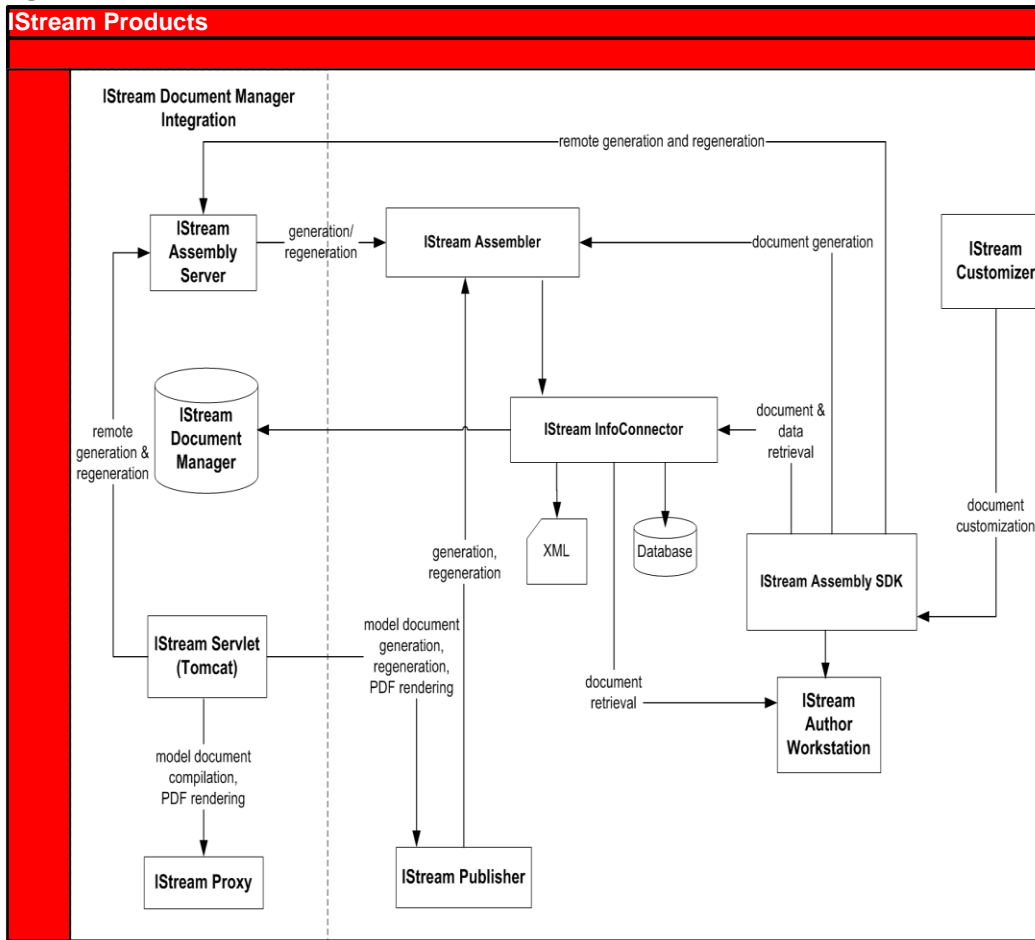 IStream Products
IStream Document Manager
Integration
remote generation and regeneration
IStream
Assembly
Server
generation/
regeneration
IStream Assembler
document generation
IStream
Customizer
IStream
Document
Manager
remote
generation &
regeneration
IStream InfoConnector
document &
data
retrieval
document
customization
XML
Database
generation,
regeneration
IStream Assembly SDK
IStream Servlet
(Tomcat)
model document
generation,
regeneration,
PDF rendering
document
retrieval
IStream
Author
Workstation
model document
compilation,
PDF rendering
IStream Proxy
IStream Publisher